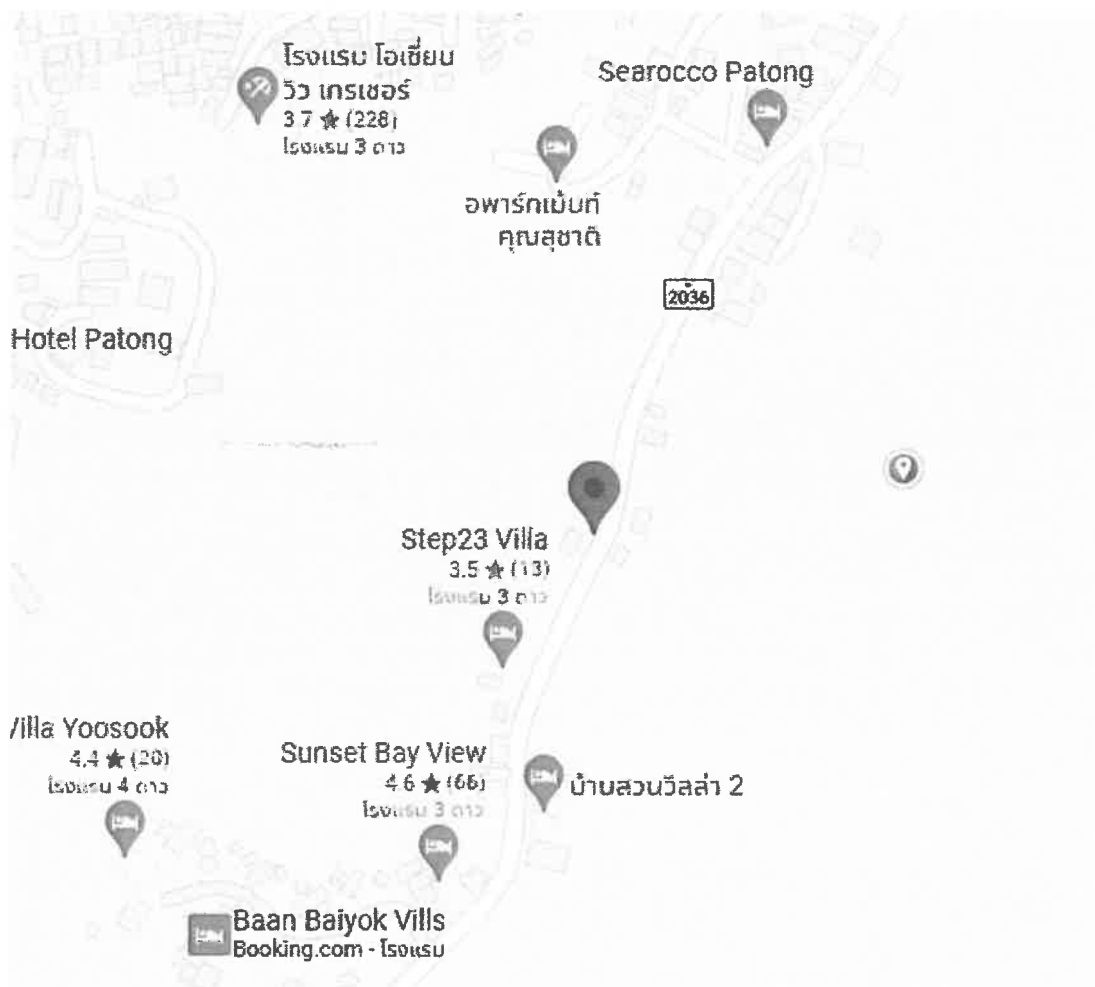 โรงแรม โอเชี่ยน
วิว เทรเชอร์
3.7 ★ (228)
โรงแรม 3 ดาว
Searocco Patong
อพาร์ทเม้นท์
คุณสุชาติ
2036
Hotel Patong
Step23 Villa
3.5 ★ (13)
โรงแรม 3 ดาว
Villa Yoosook
4.4 ★ (20)
โรงแรม 4 ดาว
Sunset Bay View
4.6 ★ (66)
โรงแรม 3 ดาว
บ้านสวนวิลล่า 2
Baan Baiyok Vills
Booking.com - โรงแรม